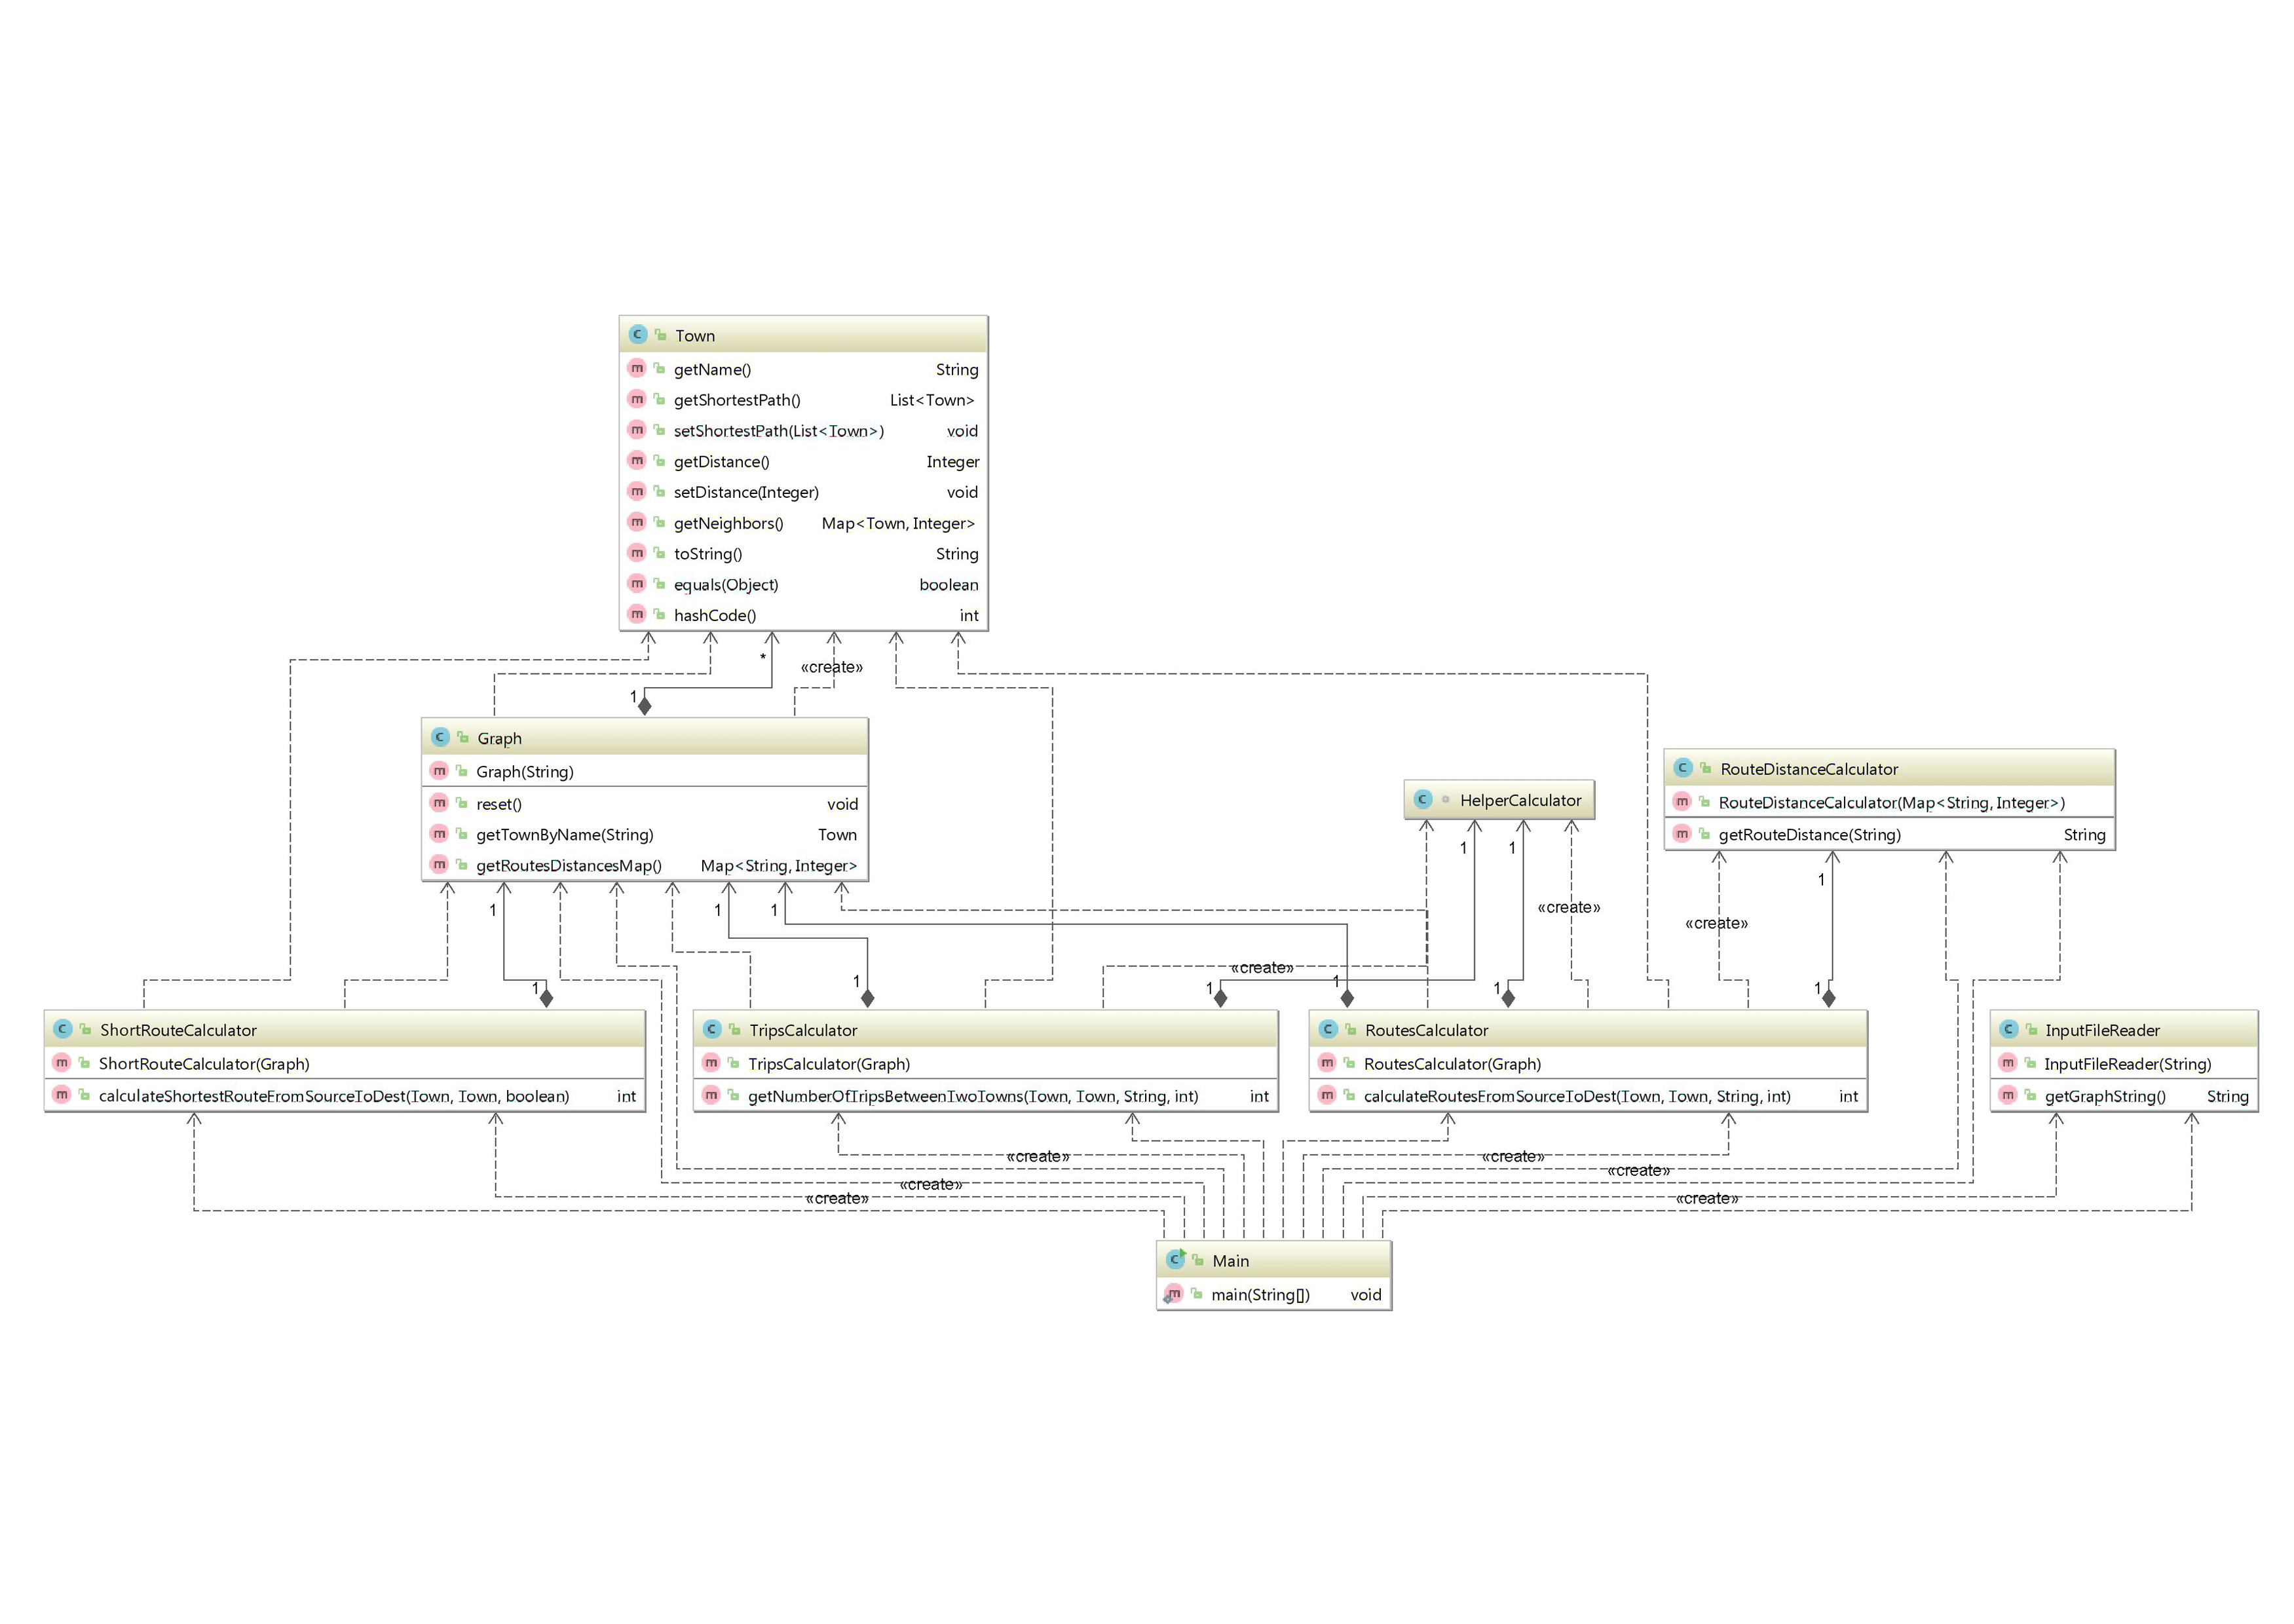 Town
getName() String
getShortestPath() List<Town>
setShortestPath(List<Town>) void
getDistance() Integer
setDistance(Integer) void
getNeighbors() Map<Town, Integer>
toString() String
equals(Object) boolean
hashCode() int
* «create»
1
Graph
Graph(String)
reset() void
getTownByName(String) Town
getRoutesDistancesMap() Map<String, Integer>
HelperCalculator
RouteDistanceCalculator
RouteDistanceCalculator(Map<String, Integer>)
getRouteDistance(String) String
1 1 1 1 1 1
«create» «create»
«create»
1 1 1 1 1 1
ShortRouteCalculator
ShortRouteCalculator(Graph)
calculateShortestRouteFromSourceToDest(Town, Town, boolean) int
TripsCalculator
TripsCalculator(Graph)
getNumberOfTripsBetweenTwoTowns(Town, Town, String, int) int
RoutesCalculator
RoutesCalculator(Graph)
calculateRoutesFromSourceToDest(Town, Town, String, int) int
InputFileReader
InputFileReader(String)
getGraphString() String
«create» «create»
«create» «create»
«create» «create»
Main
main(String[]) void